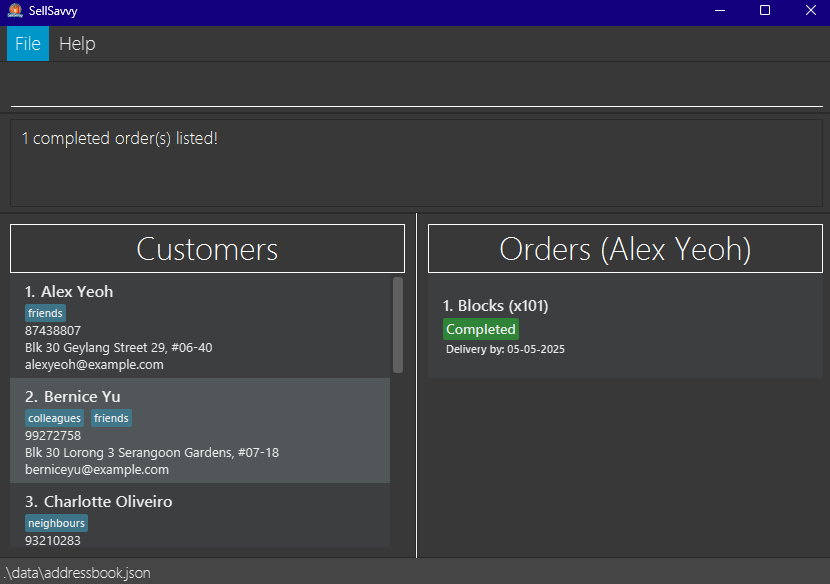 SellSavvy
File Help
1 completed order(s) listed!
Customers
1. Alex Yeoh
friends
87438807
Blk 30 Geylang Street 29, #06-40
alexyeoh@example.com
2. Bernice Yu
colleagues friends
99272758
Blk 30 Lorong 3 Serangoon Gardens, #07-18
berniceyu@example.com
3. Charlotte Oliveiro
neighbours
93210283
Orders (Alex Yeoh)
1. Blocks (x101)
Completed
Delivery by: 05-05-2025
.\data\addressbook.json